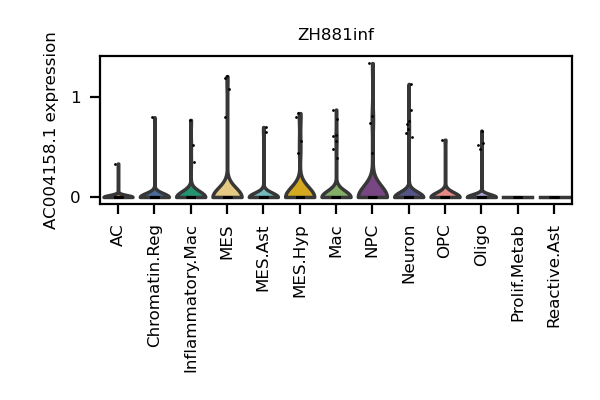 ZH881inf
AC004158.1 expression
1
0
AC
Chromatin.Reg
Inflammatory.Mac
MES
MES.Ast
MES.Hyp
Mac
NPC
Neuron
OPC
Oligo
Prolif.Metab
Reactive.Ast